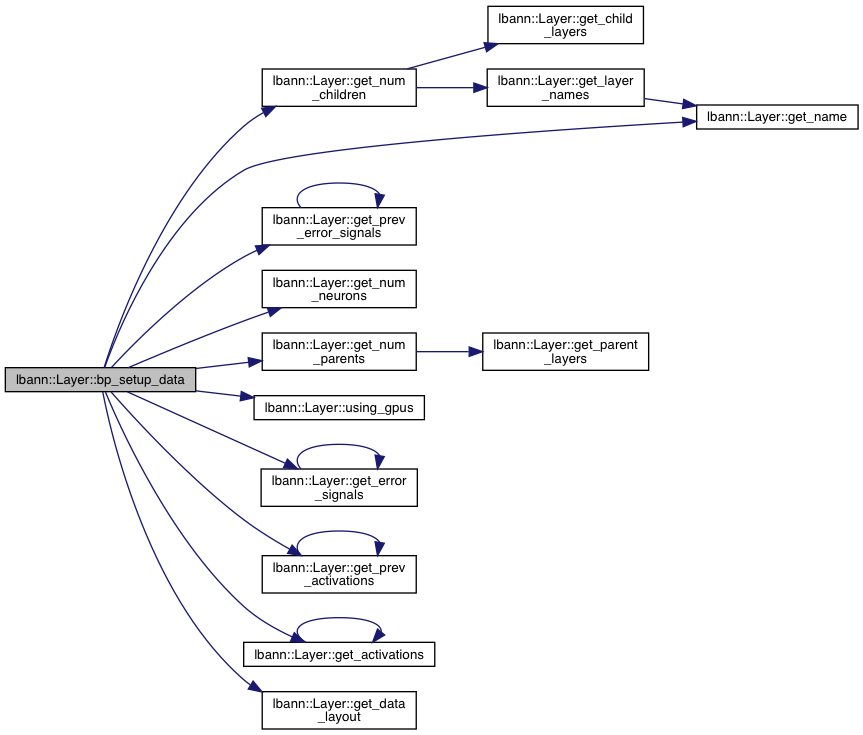 lbann::Layer::get_child
_layers
lbann::Layer::get_num
_children
lbann::Layer::get_layer
_names
lbann::Layer::get_name
lbann::Layer::get_prev
_error_signals
lbann::Layer::get_num
_neurons
lbann::Layer::get_num
_parents
lbann::Layer::get_parent
_layers
lbann::Layer::bp_setup_data
lbann::Layer::using_gpus
lbann::Layer::get_error
_signals
lbann::Layer::get_prev
_activations
lbann::Layer::get_activations
lbann::Layer::get_data
_layout